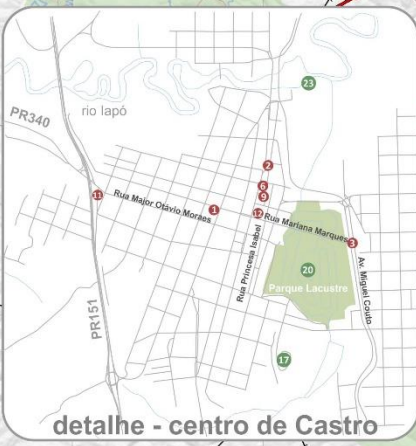 23
PR340
rio Iapó
2
6
9
11
Rua Major Otávio Moraes
1
12
Rua Mariana Marques
3
Rua Princesa Isabel
20
Parque Lacustre
Av. Miguel Couto
PR151
17
detalhe - centro de Castro